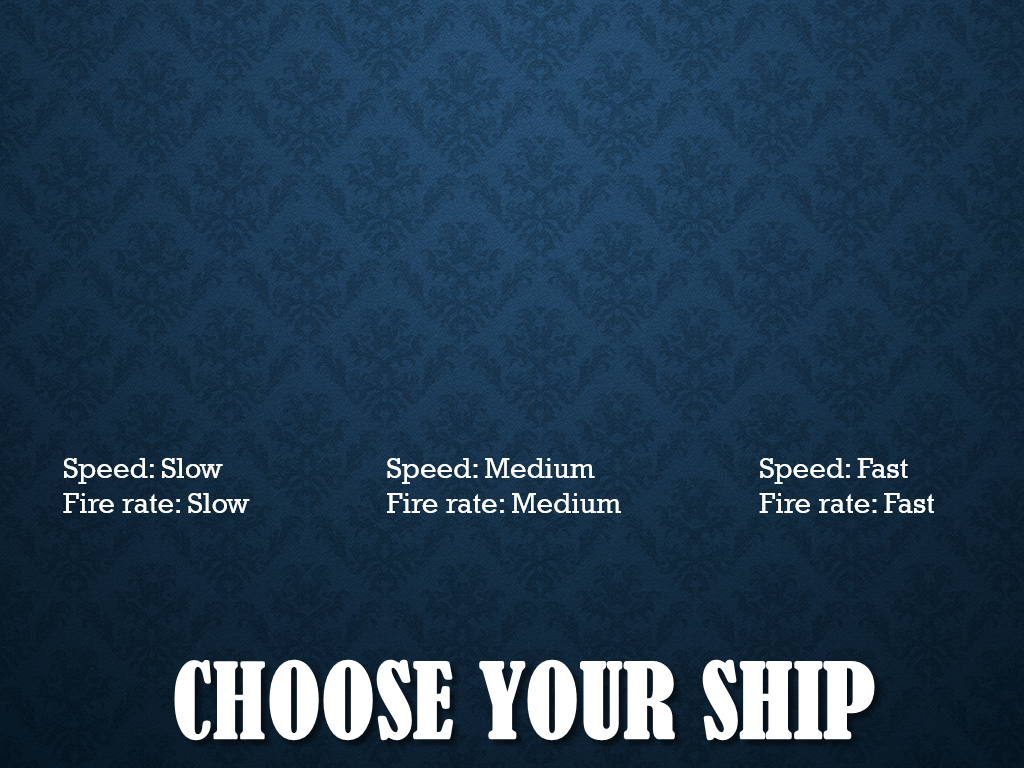 Speed: Slow
Fire rate: Slow
Speed: Medium
Fire rate: Medium
Speed: Fast
Fire rate: Fast
CHOOSE YOUR SHIP